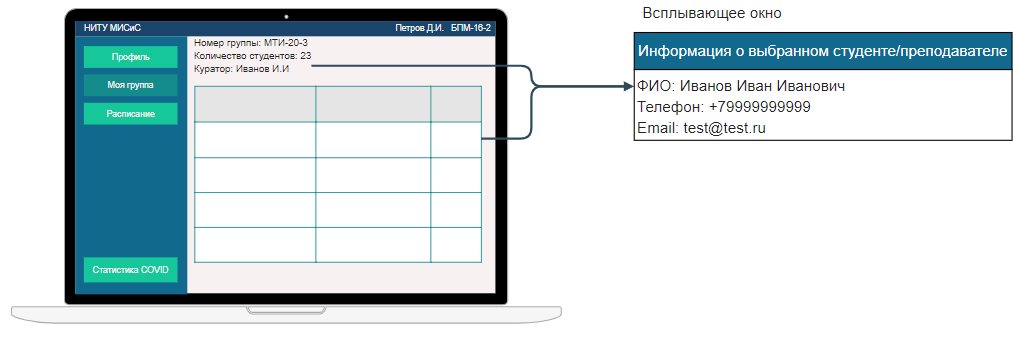 НИТУ МИСиС
Петров Д.И. БПМ-16-2
Профиль
Моя группа
Расписание
Статистика COVID
Номер группы: МТИ-20-3
Количество студентов: 23
Куратор: Иванов И.И
Всплывающее окно
Информация о выбранном студенте/преподавателе
ФИО: Иванов Иван Иванович
Телефон: +79999999999
Email: test@test.ru